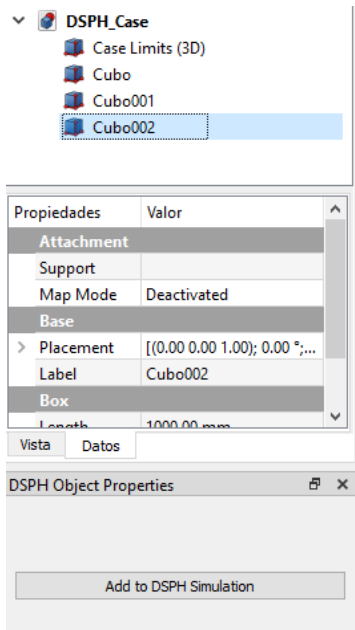 DSPH_Case
Case Limits (3D)
Cubo
Cubo001
Cubo002
Propiedades Valor
Attachment
Support
Map Mode Deactivated
Base
Placement [(0.00 0.00 1.00); 0.00 °;...
Label Cubo002
Box
Length 1000.00 mm
Vista Datos
DSPH Object Properties
Add to DSPH Simulation